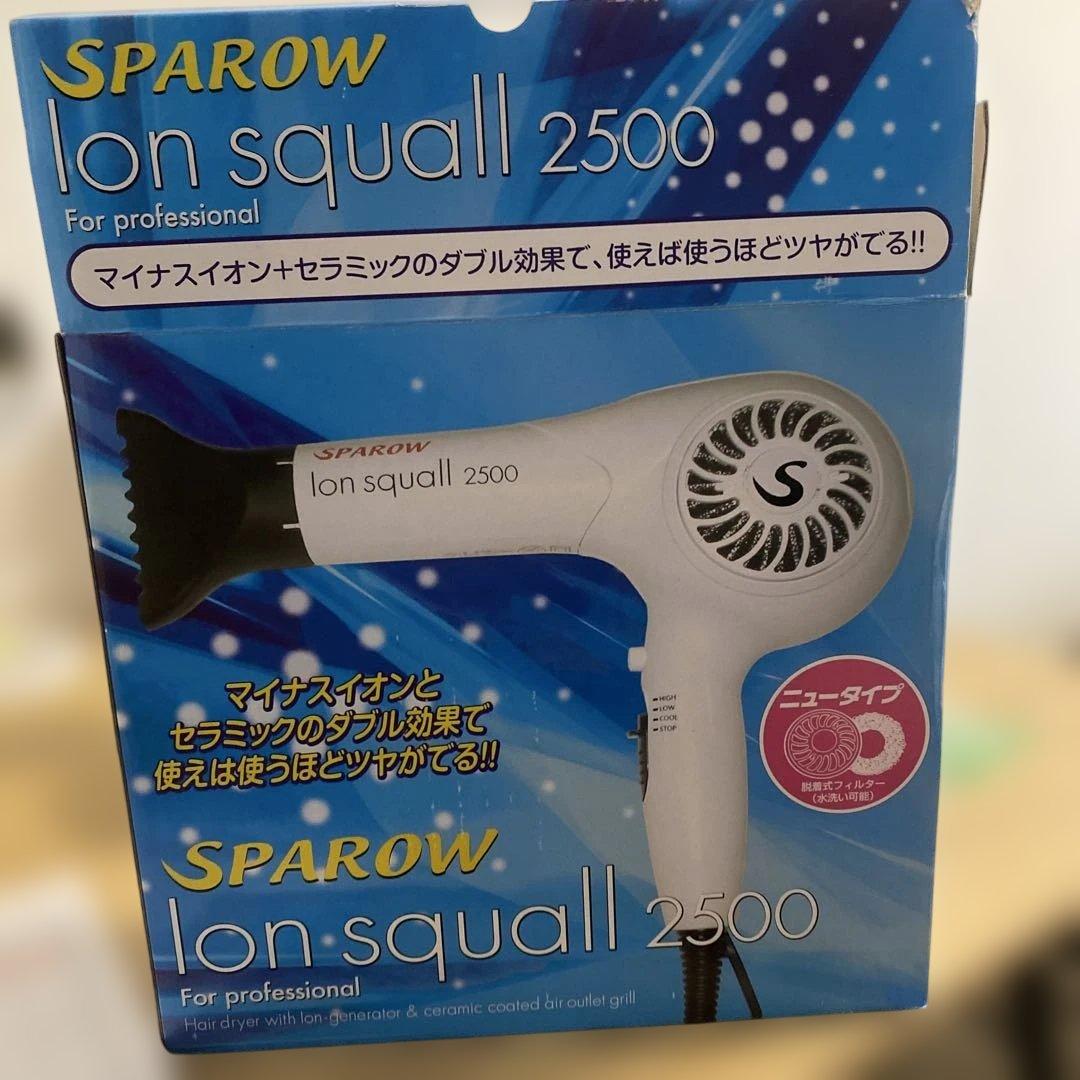 SPAROW
Ion squall 2500
For professional
マイナスイオン+セラミックのダブル効果で、使えば使うほどツヤがでる!!
SPAROW
Ion squall 2500
S
HIGH
LOW
COOL
STOP
ニュータイプ
脱着式フィルター
(水洗い可能)
マイナスイオンと
セラミックのダブル効果で
使えは使うほどツヤがでる!!
SPAROW
Ion squall 2500
For professional
Hair dryer with Ion-generator & ceramic coated air outlet grill